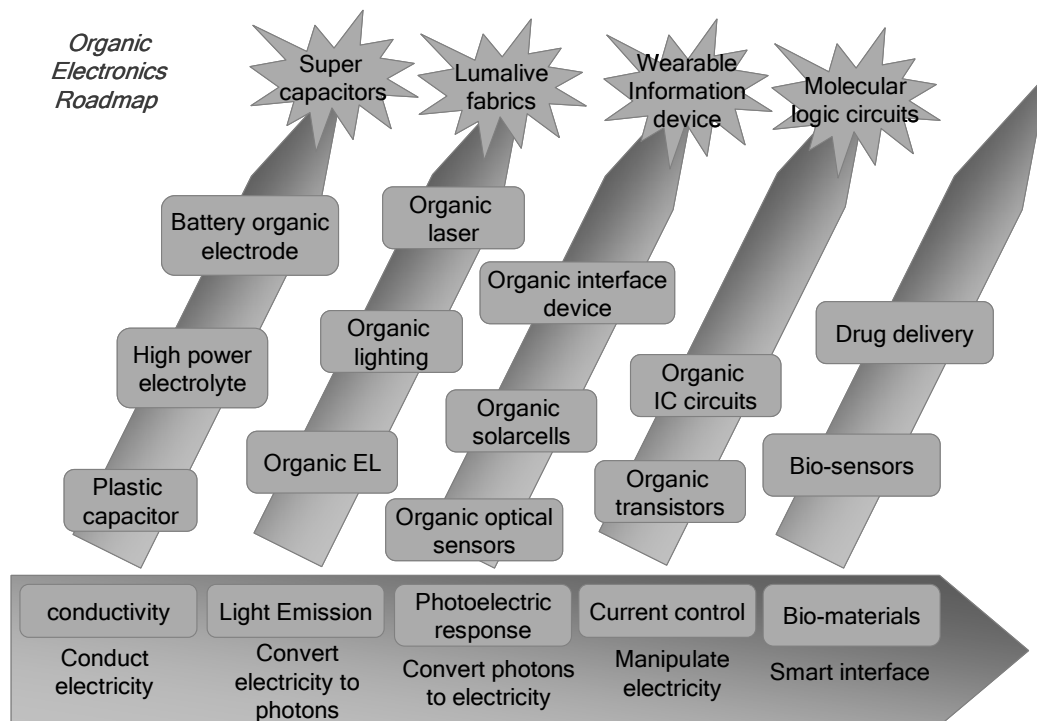 Organic
Electronics
Roadmap
Super
capacitors
Lumalive
fabrics
Wearable
Information
device
Molecular
logic circuits
Battery organic
electrode
High power
electrolyte
Plastic
capacitor
Organic
laser
Organic
lighting
Organic EL
Organic interface
device
Organic
solarcells
Organic optical
sensors
Organic
IC circuits
Organic
transistors
Drug delivery
Bio-sensors
conductivity
Conduct
electricity
Light Emission
Convert
electricity to
photons
Photoelectric
response
Convert photons
to electricity
Current control
Manipulate
electricity
Bio-materials
Smart interface